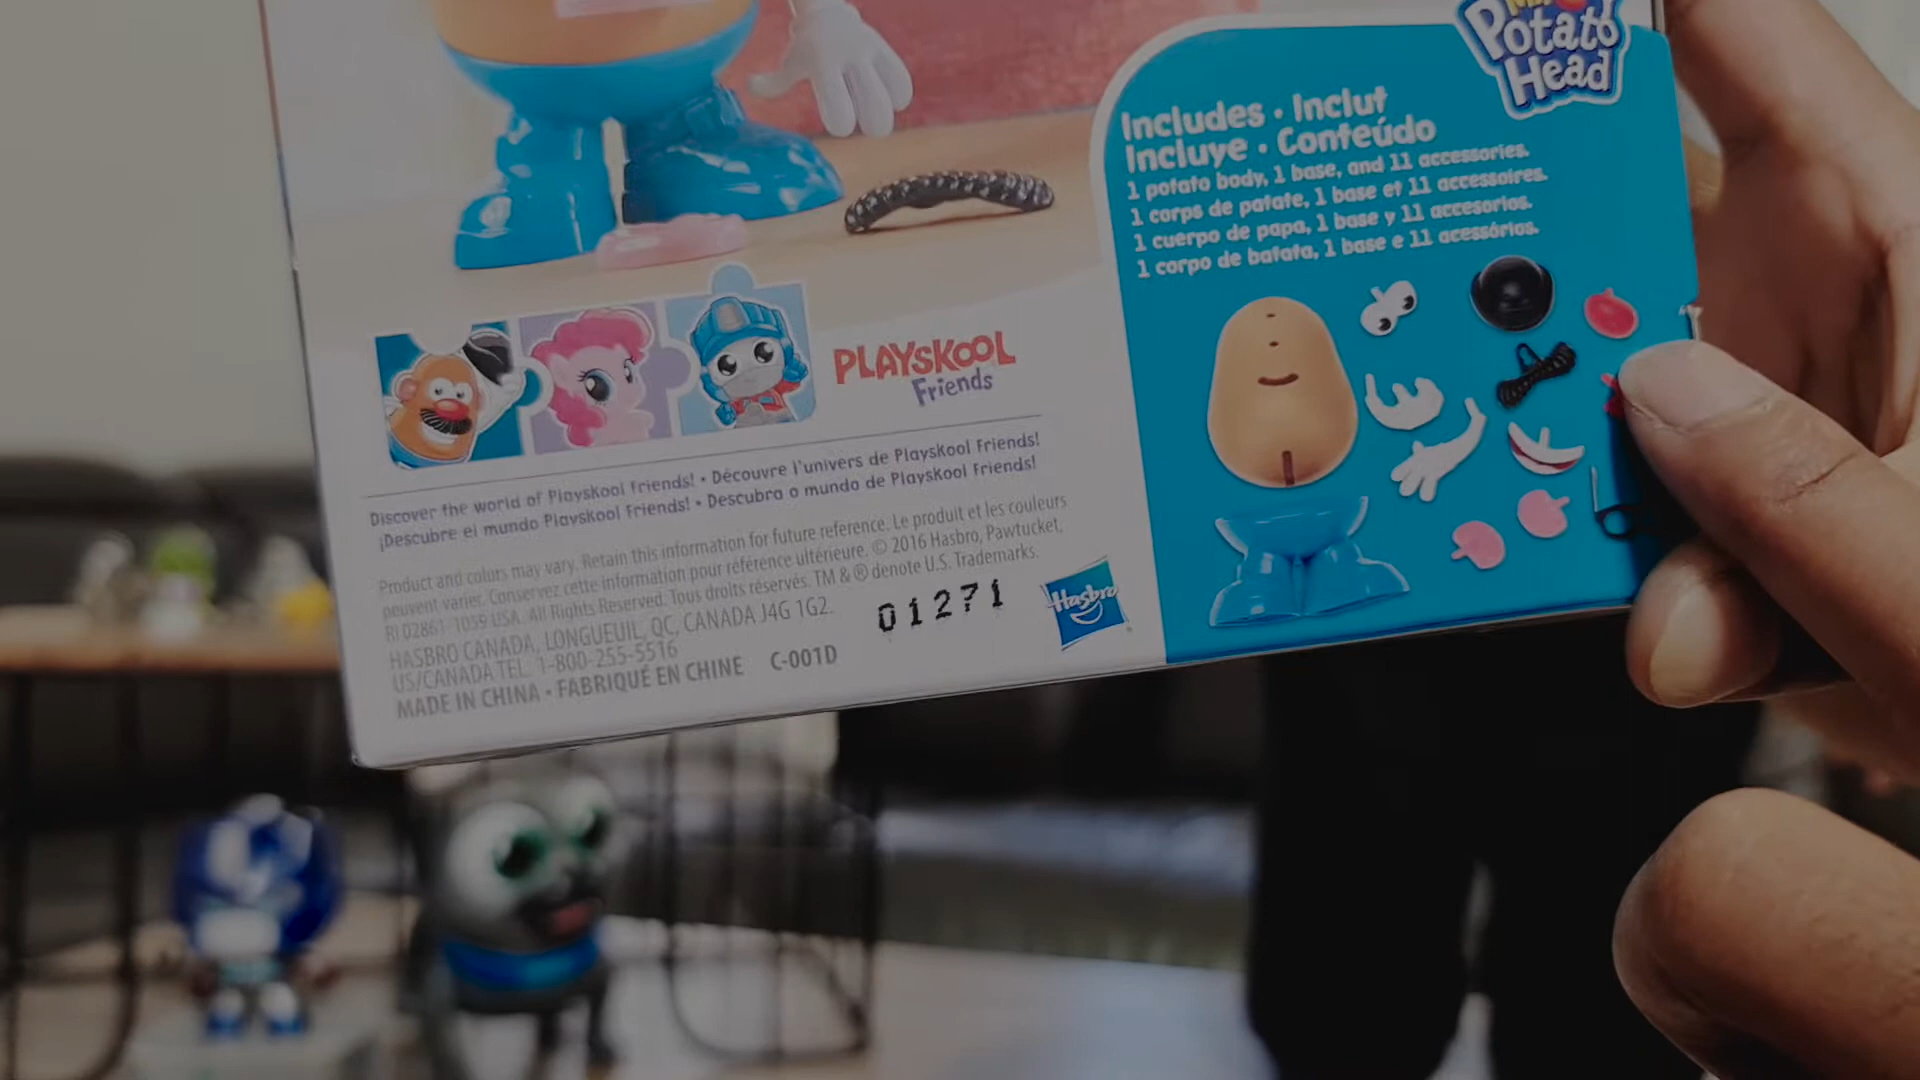 Potato
Head
Includes • Inclut
Incluye • Conteúdo
1 potato body, 1 base, and 11 accessories.
1 corps de patate, 1 base et 11 accessoires.
1 cuerpo de papa, 1 base y 11 accesorios.
1 corpo de batata, 1 base e 11 acessórios.
PLAYSKOOL
Friends
Discover the world of Playskool Friends! • Découvre l'univers de Playskool Friends!
¡Descubre el mundo Playskool Friends! • Descubra o mundo de Playskool Friends!
Product and colors may vary. Retain this information for future reference. Le produit et les couleurs
peuvent varier. Conservez cette information pour référence ultérieure. © 2016 Hasbro, Pawtucket,
RI 02861-1059 USA. All Rights Reserved. Tous droits réservés. TM & ® denote U.S. Trademarks.
HASBRO CANADA, LONGUEUIL, QC, CANADA J4G 1G2.
US/CANADA TEL. 1-800-255-5516
MADE IN CHINA • FABRIQUÉ EN CHINE C-001D
01271
Hasbro